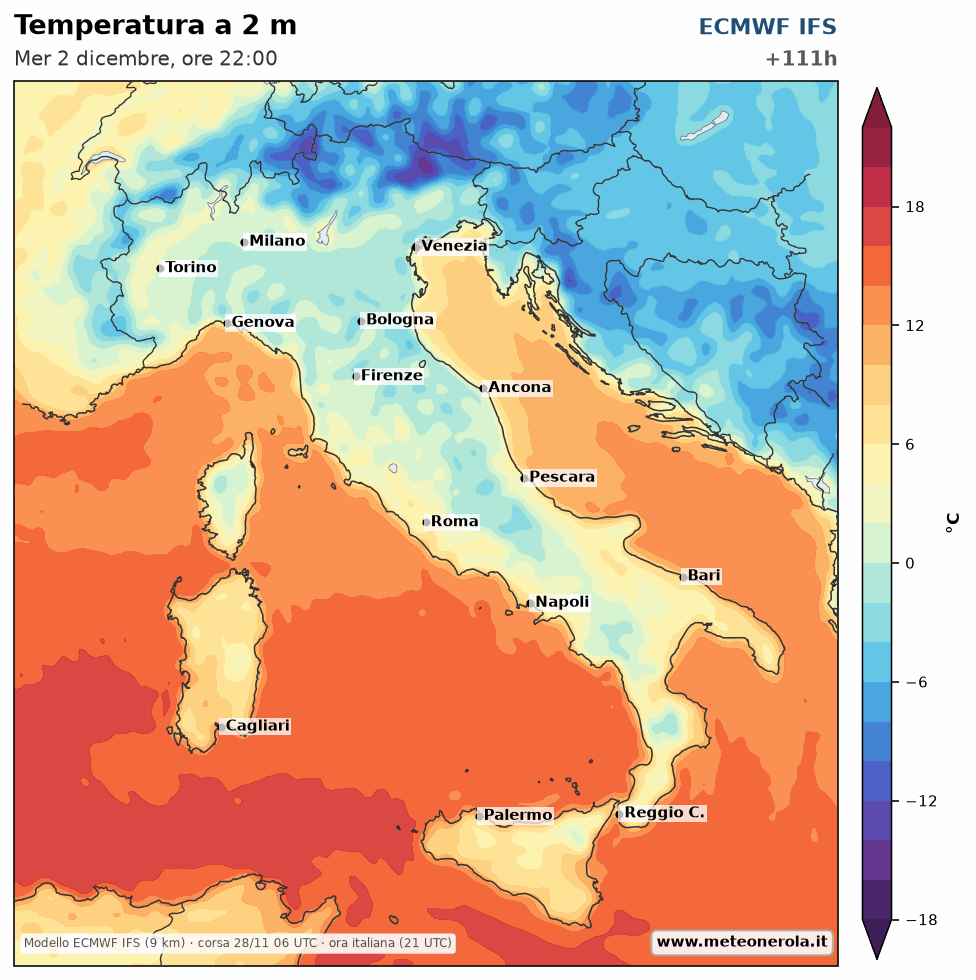 Temperatura a 2 m
ECMWF IFS
Mer 2 dicembre, ore 22:00
+111h
Milano
Venezia
Torino
Genova
Bologna
Firenze
Ancona
Pescara
Roma
Bari
Napoli
Cagliari
Palermo
Reggio C.
18
12
6
0
−6
−12
−18
°C
Modello ECMWF IFS (9 km) · corsa 28/11 06 UTC · ora italiana (21 UTC)
www.meteonerola.it